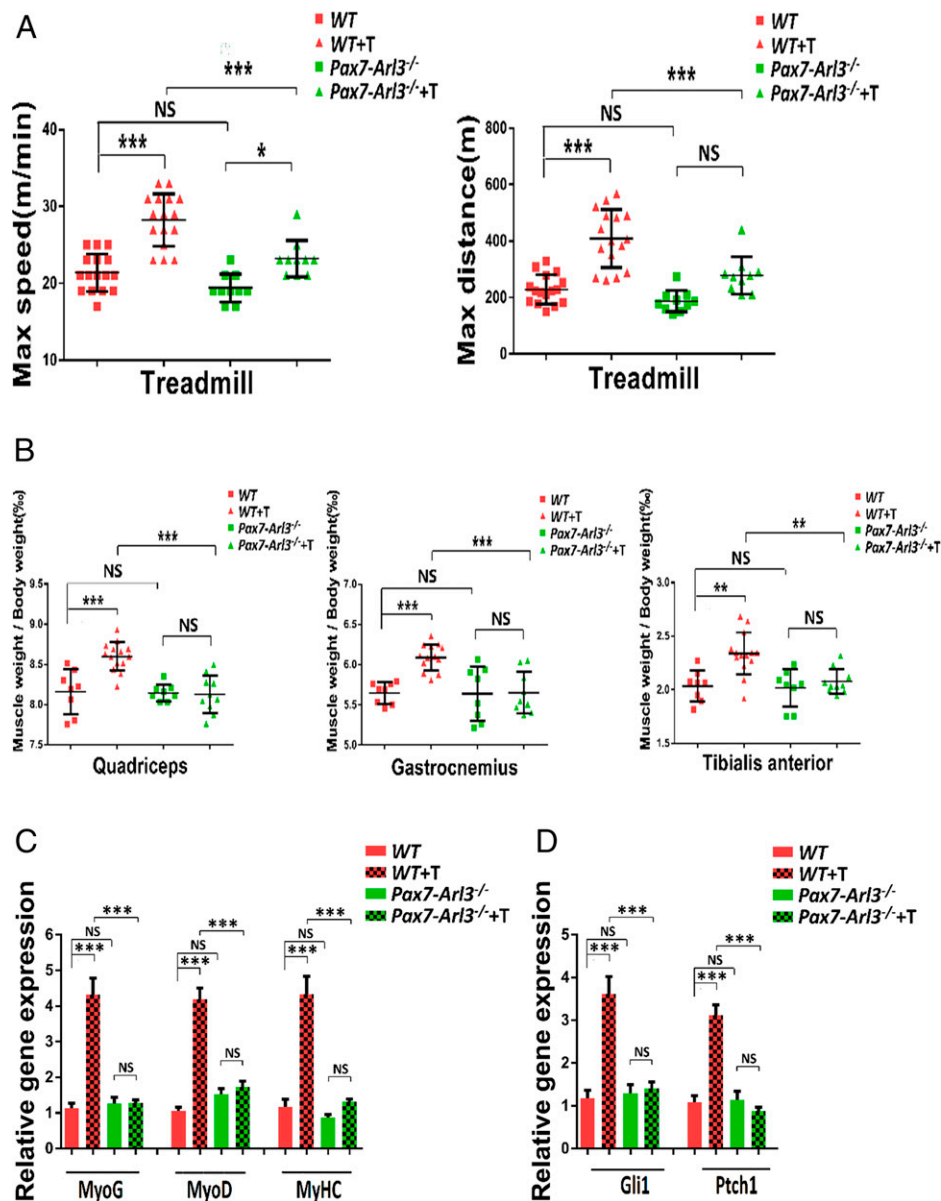 A
WT
WT+T
Pax7-Arl3-/-
Pax7-Arl3-/-+T
***
NS
***
*
Max speed(m/min)
40
30
20
10
Treadmill
***
NS
***
NS
Max distance(m)
800
600
400
200
0
Treadmill
B
WT
WT+T
Pax7-Arl3-/-
Pax7-Arl3-/-+T
***
NS
***
NS
Muscle weight / Body weight(‰)
9.5
9.0
8.5
8.0
7.5
Quadriceps
WT
WT+T
Pax7-Arl3-/-
Pax7-Arl3-/-+T
***
NS
***
NS
Muscle weight / Body weight(‰)
7.0
6.5
6.0
5.5
5.0
Gastrocnemius
WT
WT+T
Pax7-Arl3-/-
Pax7-Arl3-/-+T
**
NS
**
NS
Muscle weight / Body weight(‰)
3.0
2.5
2.0
1.5
Tibialis anterior
C
WT
WT+T
Pax7-Arl3-/-
Pax7-Arl3-/-+T
Relative gene expression
6
5
4
3
2
1
0
***
NS
***
NS
***
NS
***
NS
***
NS
***
NS
MyoG
MyoD
MyHC
D
WT
WT+T
Pax7-Arl3-/-
Pax7-Arl3-/-+T
Relative gene expression
5
4
3
2
1
0
***
NS
***
NS
***
NS
***
NS
Gli1
Ptch1